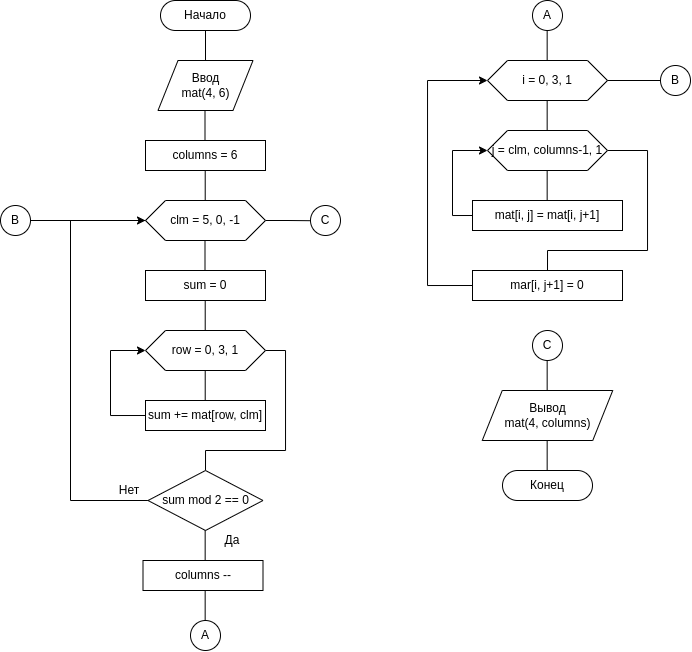 Начало
Ввод
mat(4, 6)
columns = 6
B
clm = 5, 0, -1
C
sum = 0
row = 0, 3, 1
sum += mat[row, clm]
Нет
sum mod 2 == 0
Да
columns --
A
A
i = 0, 3, 1
B
j = clm, columns-1, 1
mat[i, j] = mat[i, j+1]
mar[i, j+1] = 0
C
Вывод
mat(4, columns)
Конец